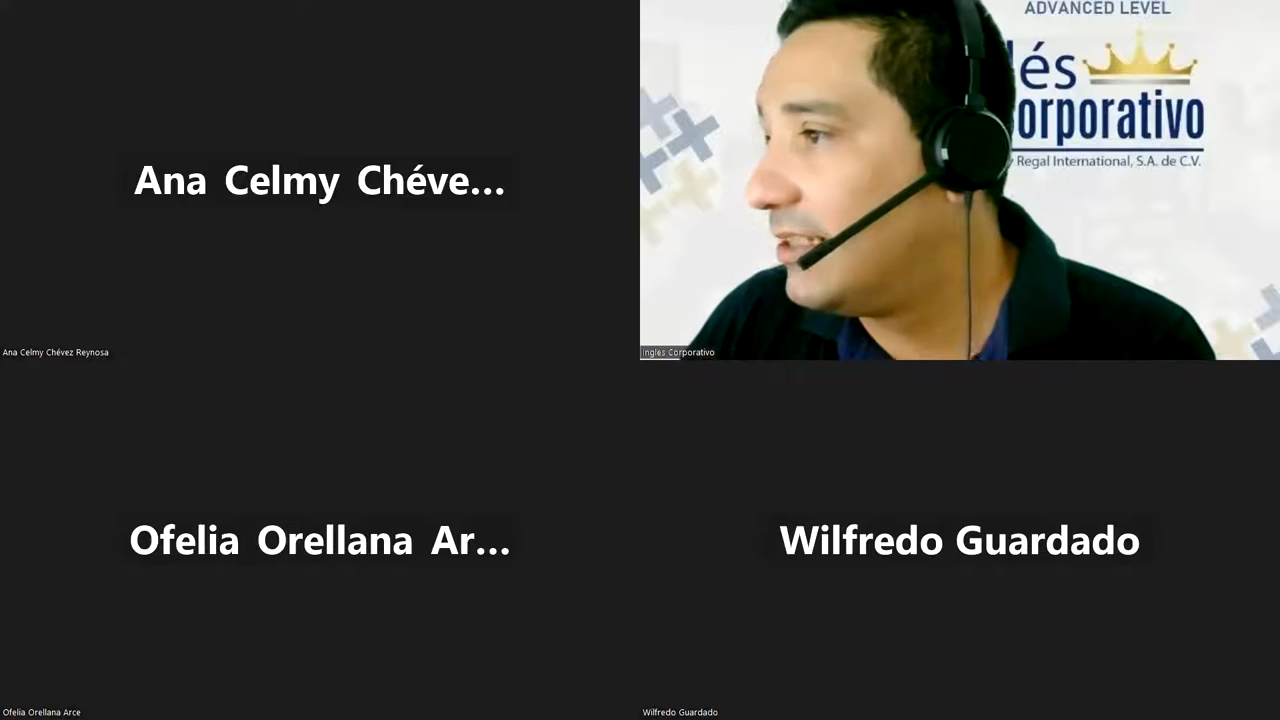 Ana Celmy Chéve...
Ana Celmy Chévez Reynosa
ADVANCED LEVEL
lés
orporativo
y Regal International, S.A. de C.V.
Ingles Corporativo
Ofelia Orellana Ar...
Ofelia Orellana Arce
Wilfredo Guardado
Wilfredo Guardado